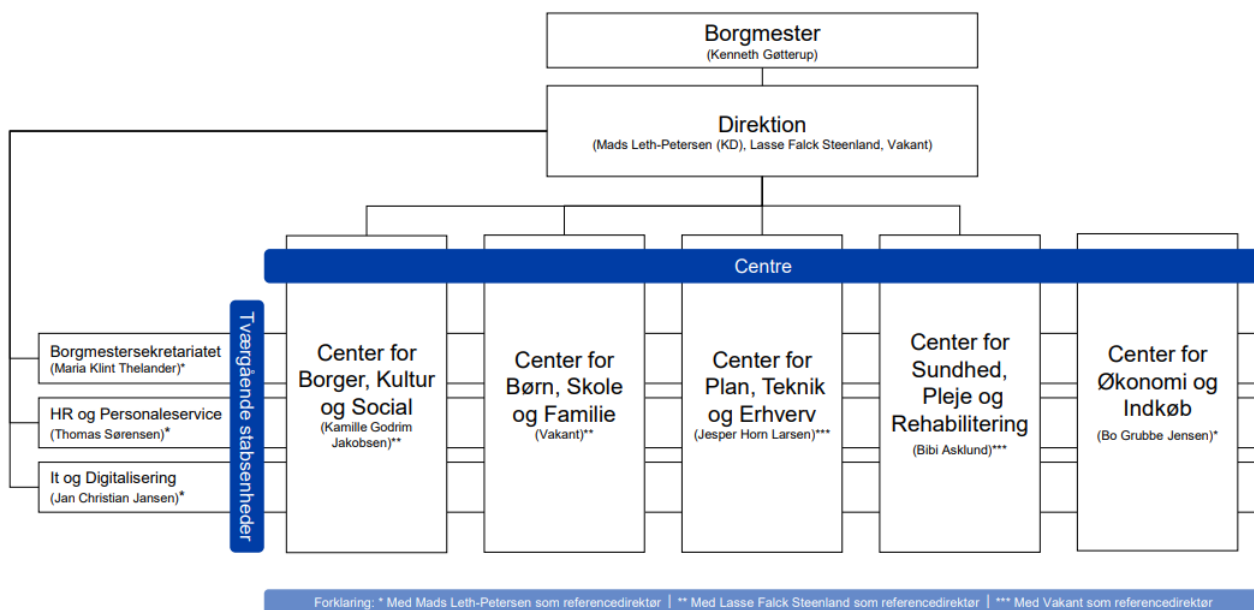 Borgmester
(Kenneth Gøtterup)
Direktion
(Mads Leth-Petersen (KD), Lasse Falck Steenland, Vakant)
Centre
Tværgående stabsenheder
Borgmestersekretariatet
(Maria Klint Thelander)*
HR og Personaleservice
(Thomas Sørensen)*
It og Digitalisering
(Jan Christian Jansen)*
Center for
Borger, Kultur
og Social
(Kamille Godrim
Jakobsen)**
Center for
Børn, Skole
og Familie
(Vakant)**
Center for
Plan, Teknik
og Erhverv
(Jesper Horn Larsen)***
Center for
Sundhed,
Pleje og
Rehabilitering
(Bibi Asklund)***
Center for
Økonomi og
Indkøb
(Bo Grubbe Jensen)*
Forklaring: * Med Mads Leth-Petersen som referencedirektør | ** Med Lasse Falck Steenland som referencedirektør | *** Med Vakant som referencedirektør